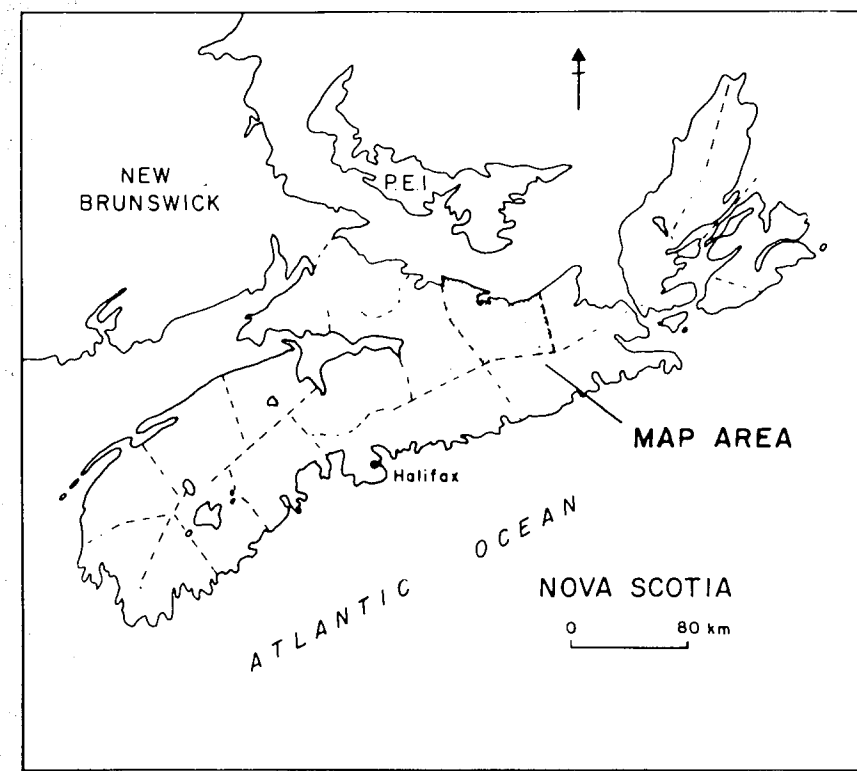 NEW
BRUNSWICK
P.E.I
MAP AREA
Halifax
ATLANTIC OCEAN
NOVA SCOTIA
0 80 km